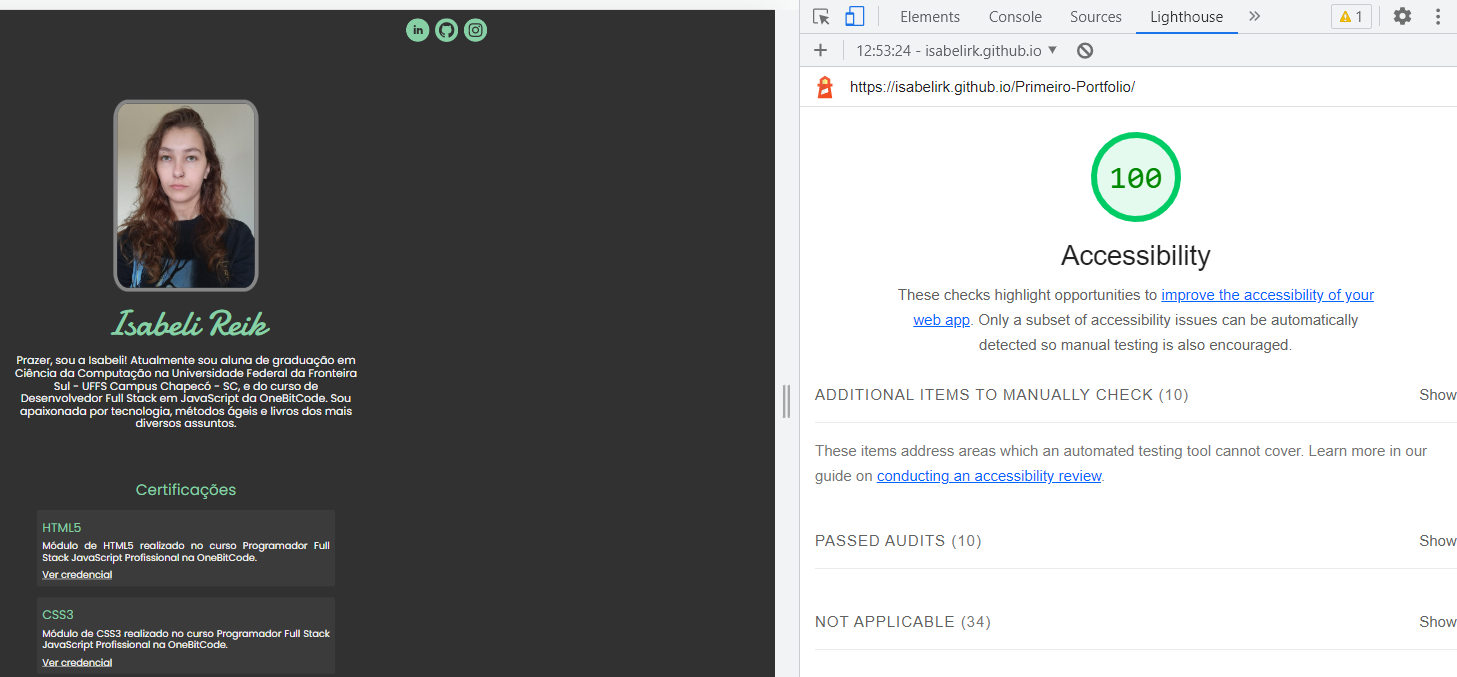 in
Isabeli Reik
Prazer, sou a Isabeli! Atualmente sou aluna de graduação em
Ciência da Computação na Universidade Federal da Fronteira
Sul - UFFS Campus Chapecó - SC, e do curso de
Desenvolvedor Full Stack em JavaScript da OneBitCode. Sou
apaixonada por tecnologia, métodos ágeis e livros dos mais
diversos assuntos.
Certificações
HTML5
Módulo de HTML5 realizado no curso Programador Full
Stack JavaScript Profissional na OneBitCode.
Ver credencial
CSS3
Módulo de CSS3 realizado no curso Programador Full Stack
JavaScript Profissional na OneBitCode.
Ver credencial
Elements Console Sources Lighthouse 1
12:53:24 - isabelirk.github.io
https://isabelirk.github.io/Primeiro-Portfolio/
100
Accessibility
These checks highlight opportunities to improve the accessibility of your
web app. Only a subset of accessibility issues can be automatically
detected so manual testing is also encouraged.
ADDITIONAL ITEMS TO MANUALLY CHECK (10) Show
These items address areas which an automated testing tool cannot cover. Learn more in our
guide on conducting an accessibility review.
PASSED AUDITS (10) Show
NOT APPLICABLE (34) Show